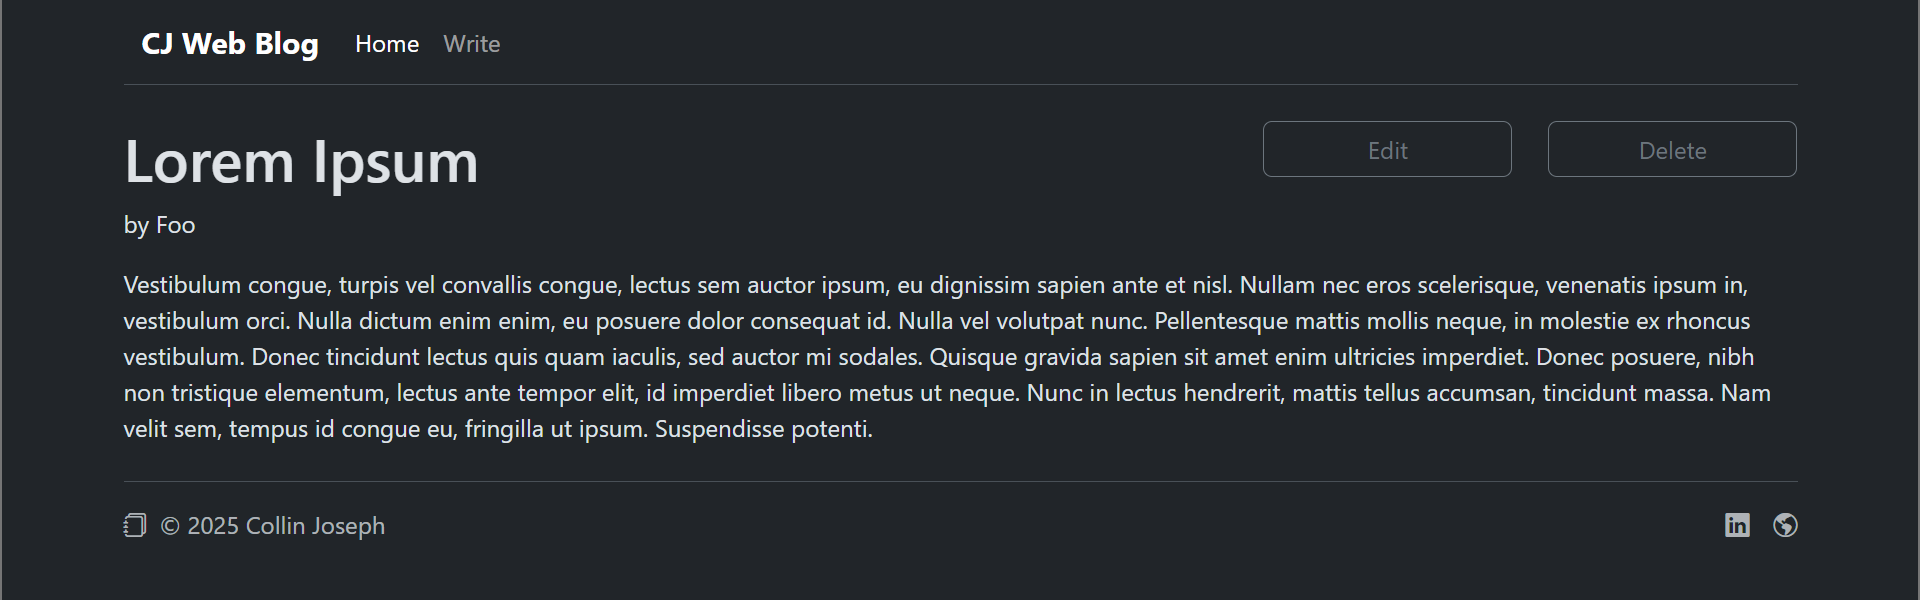 CJ Web Blog Home Write
Lorem Ipsum
Edit Delete
by Foo
Vestibulum congue, turpis vel convallis congue, lectus sem auctor ipsum, eu dignissim sapien ante et nisl. Nullam nec eros scelerisque, venenatis ipsum in,
vestibulum orci. Nulla dictum enim enim, eu posuere dolor consequat id. Nulla vel volutpat nunc. Pellentesque mattis mollis neque, in molestie ex rhoncus
vestibulum. Donec tincidunt lectus quis quam iaculis, sed auctor mi sodales. Quisque gravida sapien sit amet enim ultricies imperdiet. Donec posuere, nibh
non tristique elementum, lectus ante tempor elit, id imperdiet libero metus ut neque. Nunc in lectus hendrerit, mattis tellus accumsan, tincidunt massa. Nam
velit sem, tempus id congue eu, fringilla ut ipsum. Suspendisse potenti.
© 2025 Collin Joseph in